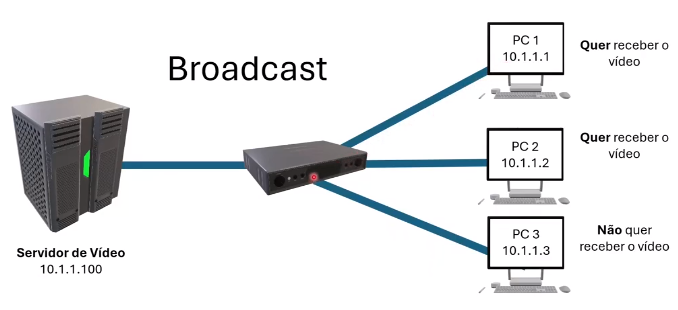 Broadcast
PC 1
10.1.1.1
Quer receber o
vídeo
PC 2
10.1.1.2
Quer receber o
vídeo
PC 3
10.1.1.3
Não quer
receber o vídeo
Servidor de Vídeo
10.1.1.100